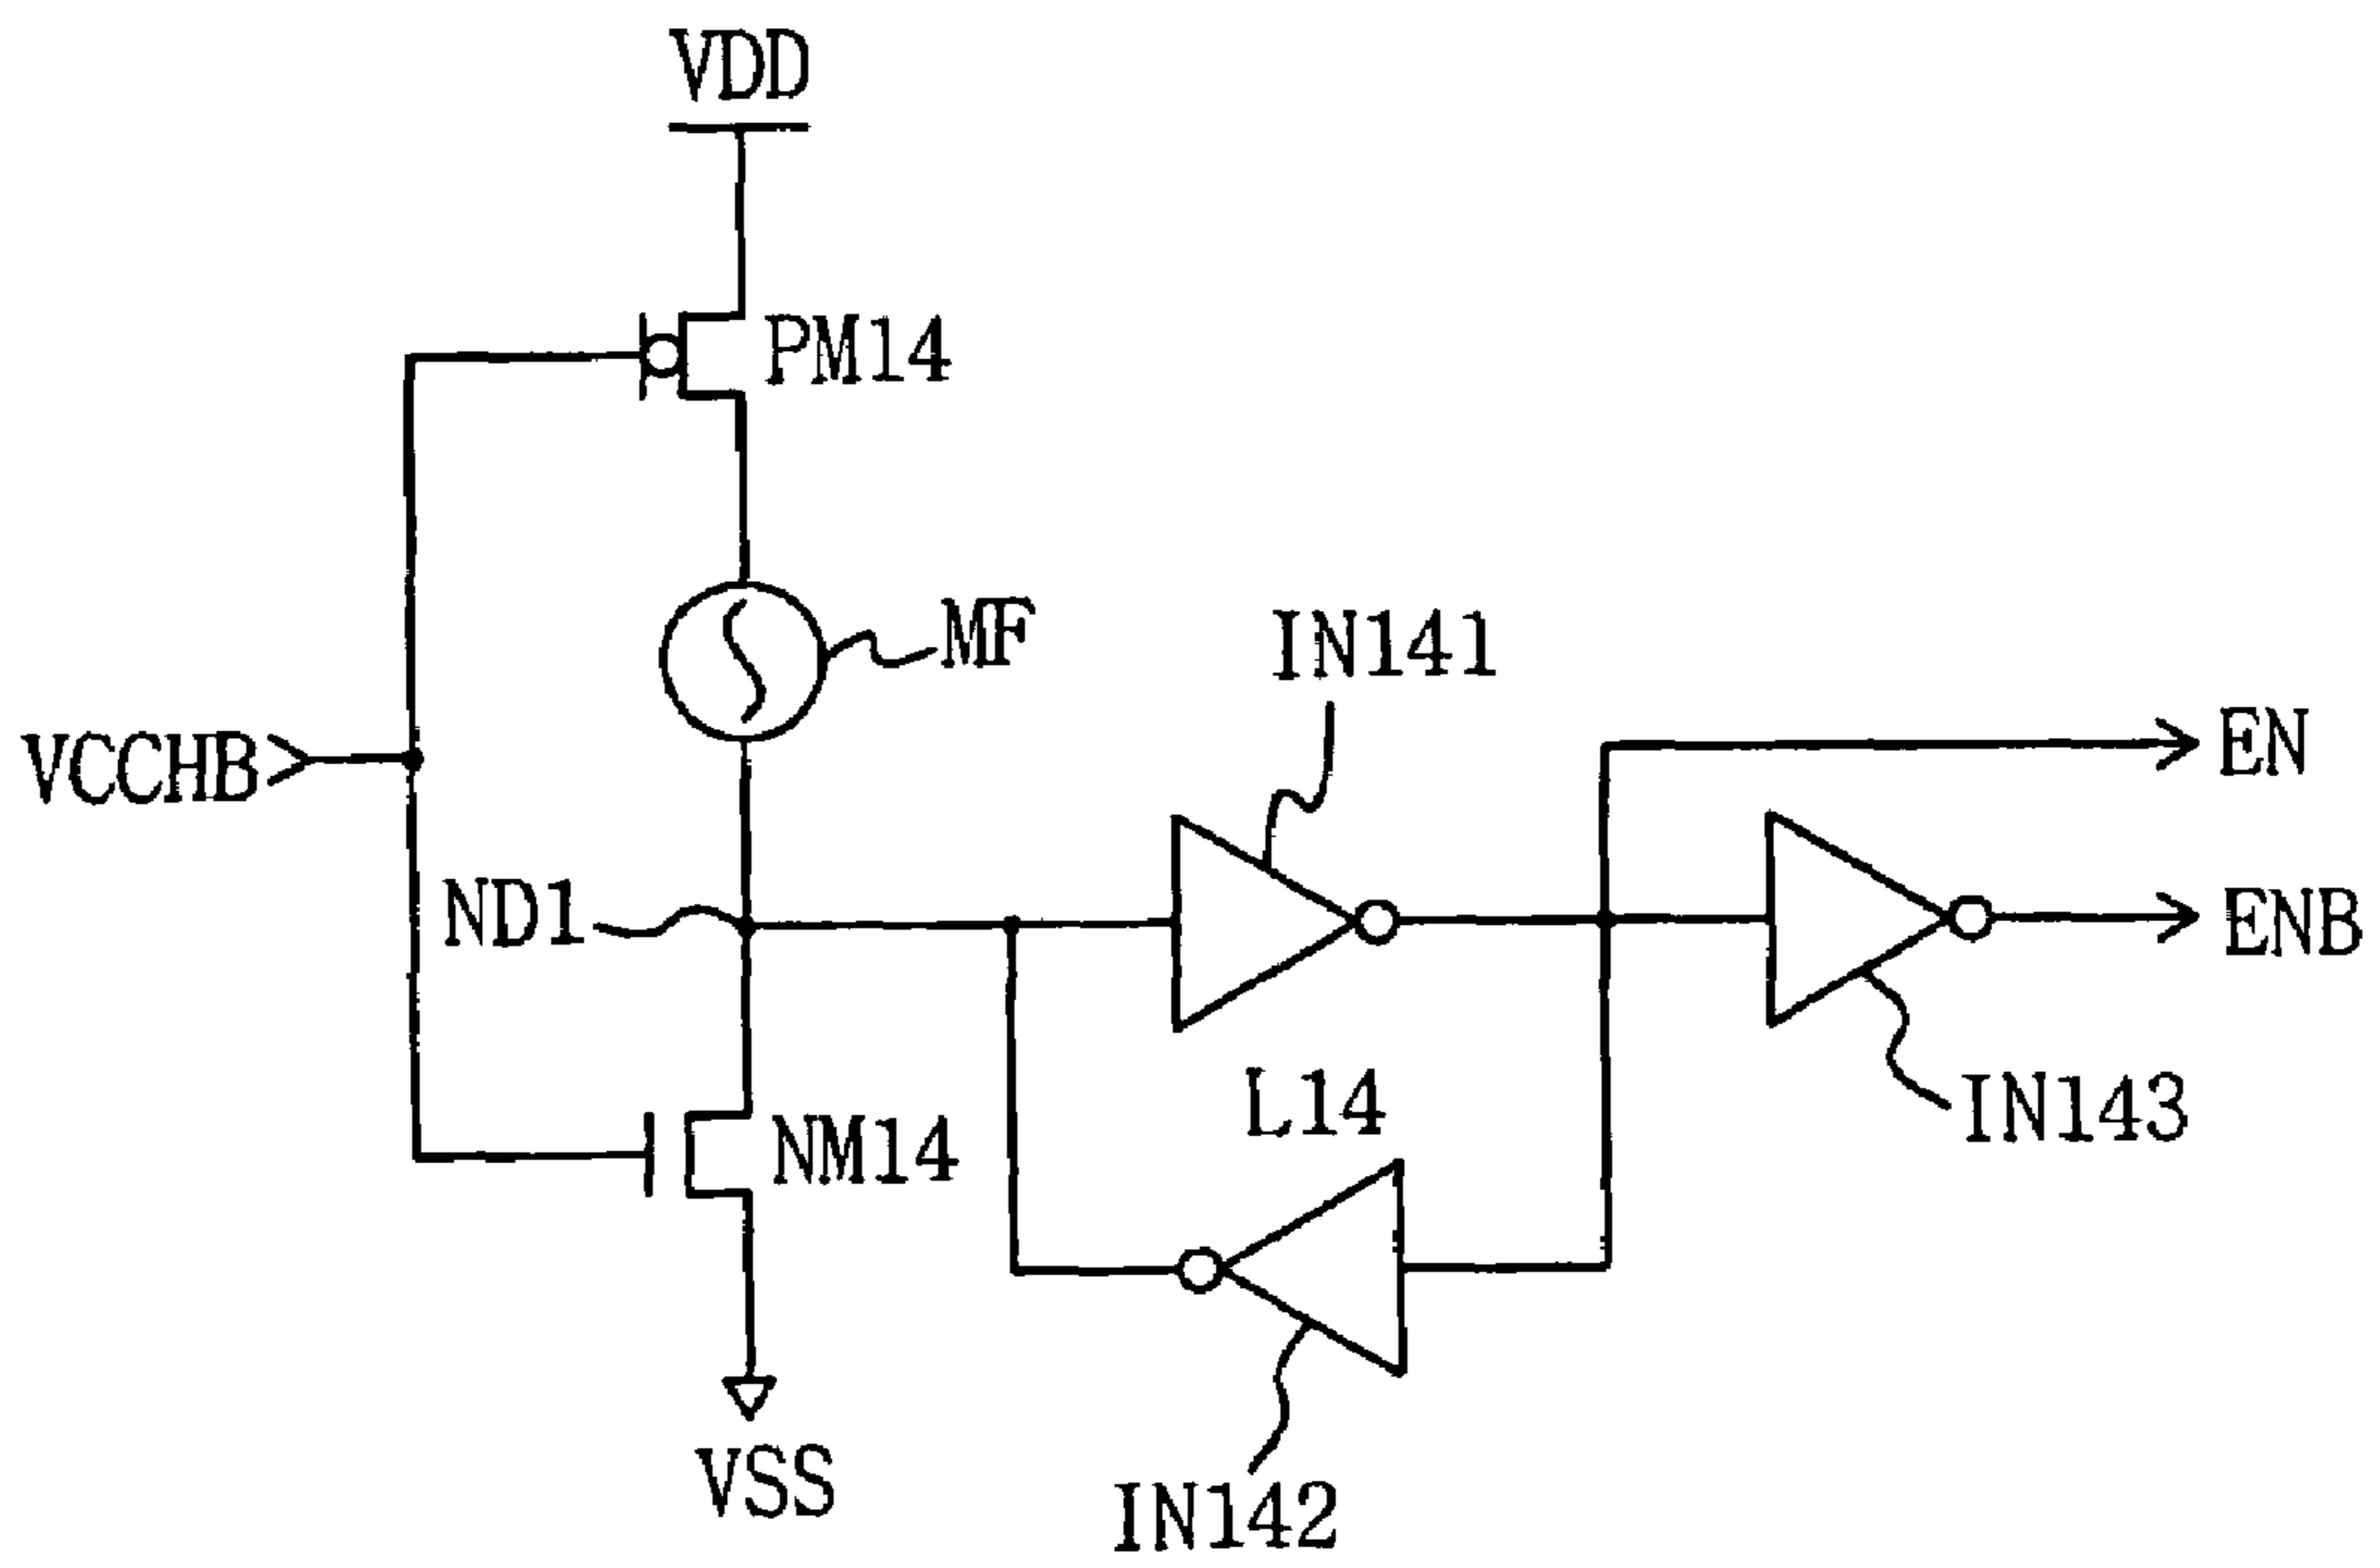 VDD
PM14
MF
IN141
VCCHB
EN
ND1
ENB
L14
IN143
NM14
VSS
IN142